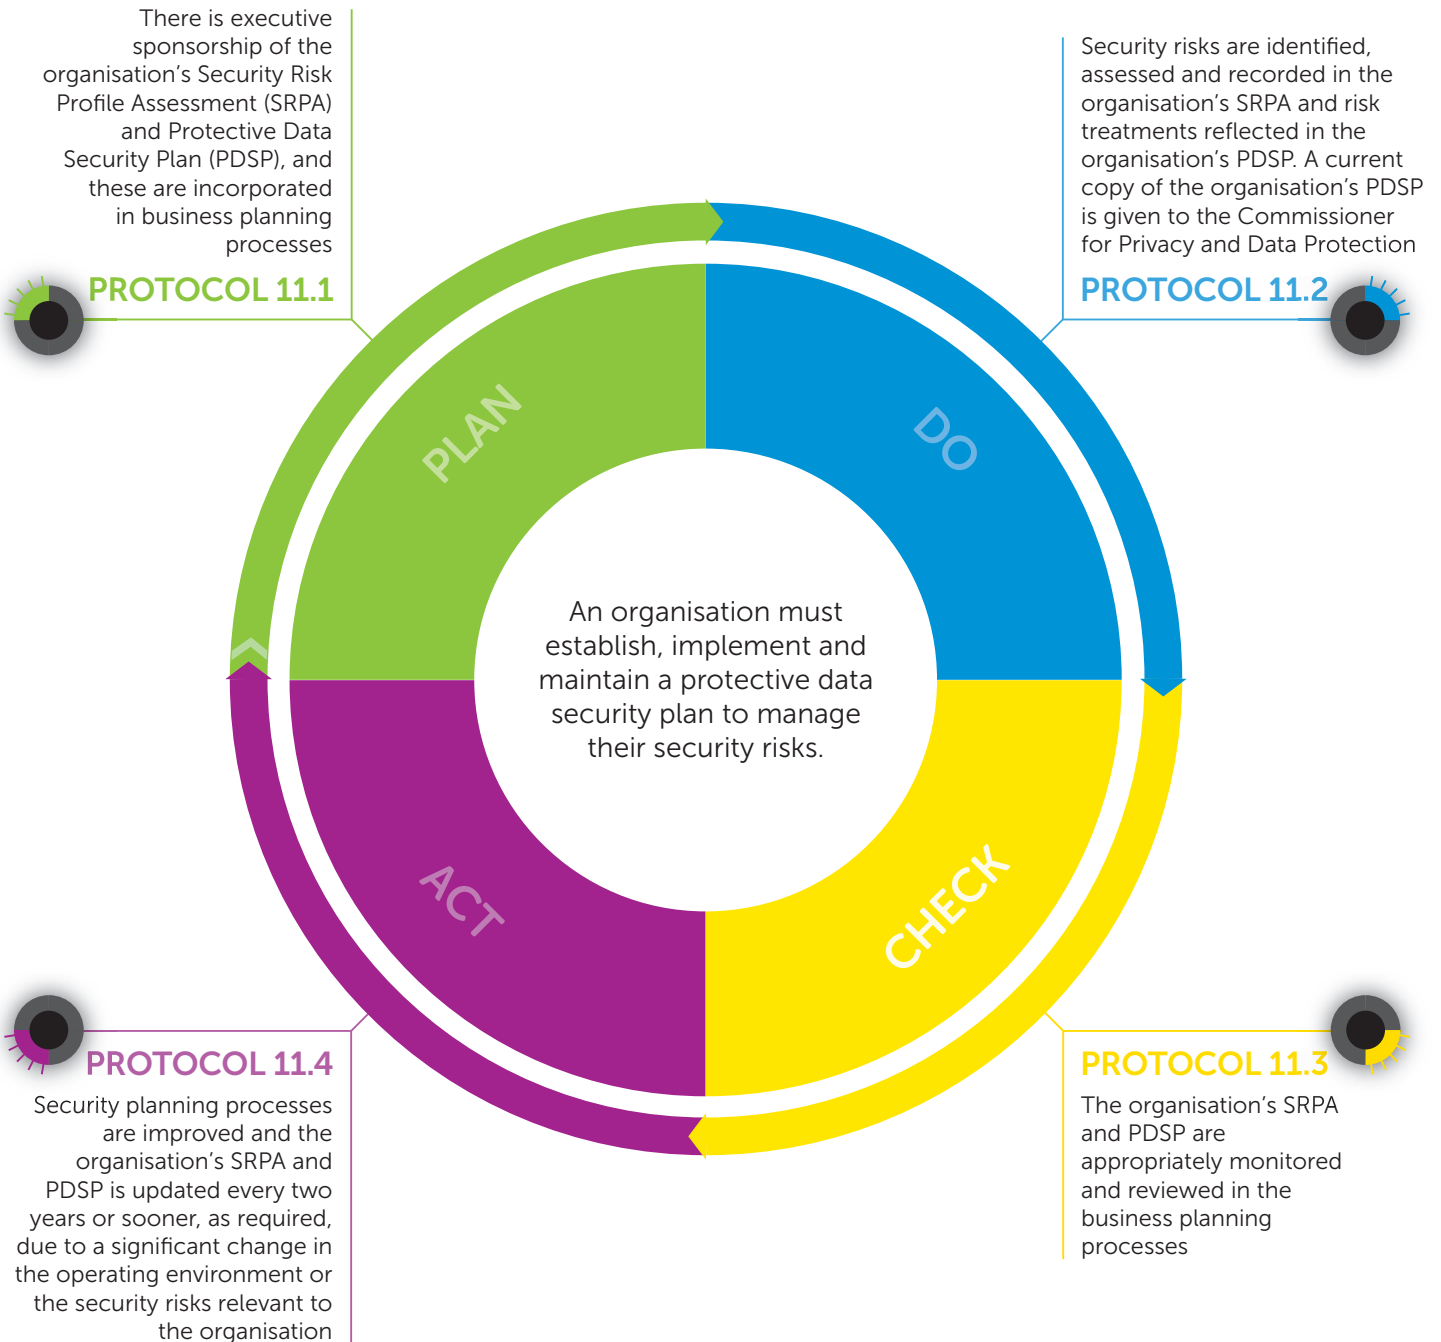 There is executive
sponsorship of the
organisation’s Security Risk
Profile Assessment (SRPA)
and Protective Data
Security Plan (PDSP), and
these are incorporated
in business planning
processes
PROTOCOL 11.1
Security risks are identified,
assessed and recorded in the
organisation’s SRPA and risk
treatments reflected in the
organisation’s PDSP. A current
copy of the organisation’s PDSP
is given to the Commissioner
for Privacy and Data Protection
PROTOCOL 11.2
PLAN
DO
An organisation must
establish, implement and
maintain a protective data
security plan to manage
their security risks.
ACT
CHECK
PROTOCOL 11.4
Security planning processes
are improved and the
organisation’s SRPA and
PDSP is updated every two
years or sooner, as required,
due to a significant change in
the operating environment or
the security risks relevant to
the organisation
PROTOCOL 11.3
The organisation’s SRPA
and PDSP are
appropriately monitored
and reviewed in the
business planning
processes